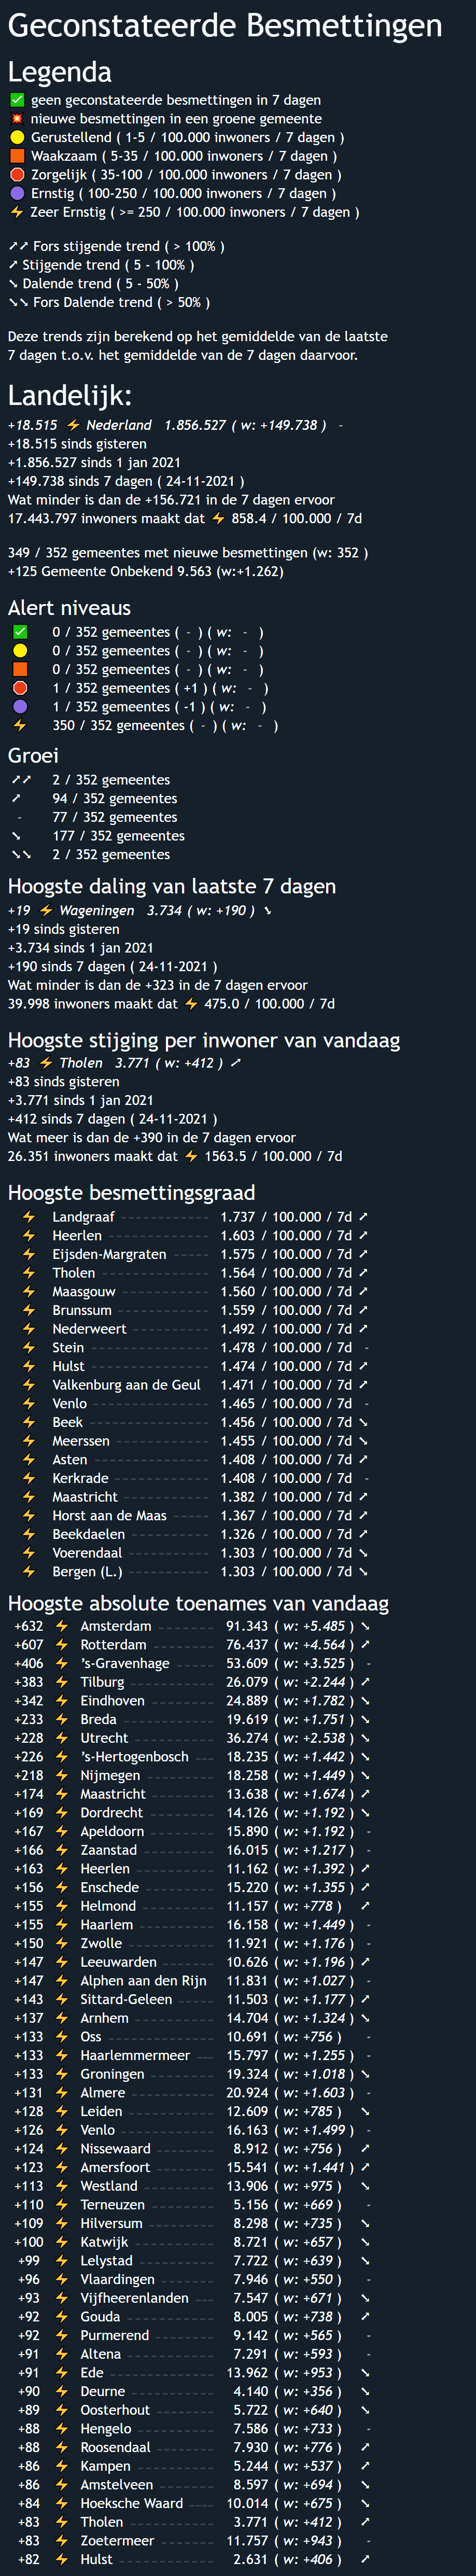 Geconstateerde Besmettingen
Legenda
✅ geen geconstateerde besmettingen in 7 dagen
💥 nieuwe besmettingen in een groene gemeente
🟡 Gerustellend ( 1-5 / 100.000 inwoners / 7 dagen )
🟧 Waakzaam ( 5-35 / 100.000 inwoners / 7 dagen )
🛑 Zorgelijk ( 35-100 / 100.000 inwoners / 7 dagen )
🟣 Ernstig ( 100-250 / 100.000 inwoners / 7 dagen )
⚡ Zeer Ernstig ( >= 250 / 100.000 inwoners / 7 dagen )
➚➚ Fors stijgende trend ( > 100% )
➚ Stijgende trend ( 5 - 100% )
➘ Dalende trend ( 5 - 50% )
➘➘ Fors Dalende trend ( > 50% )
Deze trends zijn berekend op het gemiddelde van de laatste
7 dagen t.o.v. het gemiddelde van de 7 dagen daarvoor.
Landelijk:
+18.515 ⚡ Nederland 1.856.527 ( w: +149.738 ) -
+18.515 sinds gisteren
+1.856.527 sinds 1 jan 2021
+149.738 sinds 7 dagen ( 24-11-2021 )
Wat minder is dan de +156.721 in de 7 dagen ervoor
17.443.797 inwoners maakt dat ⚡ 858.4 / 100.000 / 7d
349 / 352 gemeentes met nieuwe besmettingen (w: 352 )
+125 Gemeente Onbekend 9.563 (w:+1.262)
Alert niveaus
✅ 0 / 352 gemeentes ( - ) ( w: - )
🟡 0 / 352 gemeentes ( - ) ( w: - )
🟧 0 / 352 gemeentes ( - ) ( w: - )
🛑 1 / 352 gemeentes ( +1 ) ( w: - )
🟣 1 / 352 gemeentes ( -1 ) ( w: - )
⚡ 350 / 352 gemeentes ( - ) ( w: - )
Groei
➚➚ 2 / 352 gemeentes
➚ 94 / 352 gemeentes
- 77 / 352 gemeentes
➘ 177 / 352 gemeentes
➘➘ 2 / 352 gemeentes
Hoogste daling van laatste 7 dagen
+19 ⚡ Wageningen 3.734 ( w: +190 ) ➘
+19 sinds gisteren
+3.734 sinds 1 jan 2021
+190 sinds 7 dagen ( 24-11-2021 )
Wat minder is dan de +323 in de 7 dagen ervoor
39.998 inwoners maakt dat ⚡ 475.0 / 100.000 / 7d
Hoogste stijging per inwoner van vandaag
+83 ⚡ Tholen 3.771 ( w: +412 ) ➚
+83 sinds gisteren
+3.771 sinds 1 jan 2021
+412 sinds 7 dagen ( 24-11-2021 )
Wat meer is dan de +390 in de 7 dagen ervoor
26.351 inwoners maakt dat ⚡ 1563.5 / 100.000 / 7d
Hoogste besmettingsgraad
⚡ Landgraaf 1.737 / 100.000 / 7d ➚
⚡ Heerlen 1.603 / 100.000 / 7d ➚
⚡ Eijsden-Margraten 1.575 / 100.000 / 7d ➚
⚡ Tholen 1.564 / 100.000 / 7d ➚
⚡ Maasgouw 1.560 / 100.000 / 7d ➚
⚡ Brunssum 1.559 / 100.000 / 7d ➚
⚡ Nederweert 1.492 / 100.000 / 7d ➚
⚡ Stein 1.478 / 100.000 / 7d -
⚡ Hulst 1.474 / 100.000 / 7d ➚
⚡ Valkenburg aan de Geul 1.471 / 100.000 / 7d ➚
⚡ Venlo 1.465 / 100.000 / 7d -
⚡ Beek 1.456 / 100.000 / 7d ➘
⚡ Meerssen 1.455 / 100.000 / 7d ➘
⚡ Asten 1.408 / 100.000 / 7d ➚
⚡ Kerkrade 1.408 / 100.000 / 7d -
⚡ Maastricht 1.382 / 100.000 / 7d ➚
⚡ Horst aan de Maas 1.367 / 100.000 / 7d ➚
⚡ Beekdaelen 1.326 / 100.000 / 7d ➚
⚡ Voerendaal 1.303 / 100.000 / 7d ➘
⚡ Bergen (L.) 1.303 / 100.000 / 7d ➘
Hoogste absolute toenames van vandaag
+632 ⚡ Amsterdam 91.343 ( w: +5.485 ) ➘
+607 ⚡ Rotterdam 76.437 ( w: +4.564 ) ➚
+406 ⚡ 's-Gravenhage 53.609 ( w: +3.525 ) -
+383 ⚡ Tilburg 26.079 ( w: +2.244 ) ➚
+342 ⚡ Eindhoven 24.889 ( w: +1.782 ) ➘
+233 ⚡ Breda 19.619 ( w: +1.751 ) ➘
+228 ⚡ Utrecht 36.274 ( w: +2.538 ) ➘
+226 ⚡ 's-Hertogenbosch 18.235 ( w: +1.442 ) ➘
+218 ⚡ Nijmegen 18.258 ( w: +1.449 ) ➘
+174 ⚡ Maastricht 13.638 ( w: +1.674 ) ➚
+169 ⚡ Dordrecht 14.126 ( w: +1.192 ) ➘
+167 ⚡ Apeldoorn 15.890 ( w: +1.192 ) -
+166 ⚡ Zaanstad 16.015 ( w: +1.217 ) -
+163 ⚡ Heerlen 11.162 ( w: +1.392 ) ➚
+156 ⚡ Enschede 15.220 ( w: +1.355 ) ➚
+155 ⚡ Helmond 11.157 ( w: +778 ) ➚
+155 ⚡ Haarlem 16.158 ( w: +1.449 ) -
+150 ⚡ Zwolle 11.921 ( w: +1.176 ) -
+147 ⚡ Leeuwarden 10.626 ( w: +1.196 ) ➚
+147 ⚡ Alphen aan den Rijn 11.831 ( w: +1.027 ) -
+143 ⚡ Sittard-Geleen 11.503 ( w: +1.177 ) ➚
+137 ⚡ Arnhem 14.704 ( w: +1.324 ) ➘
+133 ⚡ Oss 10.691 ( w: +756 ) -
+133 ⚡ Haarlemmermeer 15.797 ( w: +1.255 ) -
+133 ⚡ Groningen 19.324 ( w: +1.018 ) ➘
+131 ⚡ Almere 20.924 ( w: +1.603 ) -
+128 ⚡ Leiden 12.609 ( w: +785 ) ➘
+126 ⚡ Venlo 16.163 ( w: +1.499 ) -
+124 ⚡ Nissewaard 8.912 ( w: +756 ) ➚
+123 ⚡ Amersfoort 15.541 ( w: +1.441 ) ➚
+113 ⚡ Westland 13.906 ( w: +975 ) ➘
+110 ⚡ Terneuzen 5.156 ( w: +669 ) -
+109 ⚡ Hilversum 8.298 ( w: +735 ) ➘
+100 ⚡ Katwijk 8.721 ( w: +657 ) ➘
+99 ⚡ Lelystad 7.722 ( w: +639 ) ➘
+96 ⚡ Vlaardingen 7.946 ( w: +550 ) -
+93 ⚡ Vijfheerenlanden 7.547 ( w: +671 ) ➘
+92 ⚡ Gouda 8.005 ( w: +738 ) ➚
+92 ⚡ Purmerend 9.142 ( w: +565 ) -
+91 ⚡ Altena 7.291 ( w: +593 ) -
+91 ⚡ Ede 13.962 ( w: +953 ) ➘
+90 ⚡ Deurne 4.140 ( w: +356 ) ➘
+89 ⚡ Oosterhout 5.722 ( w: +640 ) ➘
+88 ⚡ Hengelo 7.586 ( w: +733 ) -
+88 ⚡ Roosendaal 7.930 ( w: +776 ) ➚
+86 ⚡ Kampen 5.244 ( w: +537 ) ➚
+86 ⚡ Amstelveen 8.597 ( w: +694 ) ➘
+84 ⚡ Hoeksche Waard 10.014 ( w: +675 ) ➘
+83 ⚡ Tholen 3.771 ( w: +412 ) ➚
+83 ⚡ Zoetermeer 11.757 ( w: +943 ) -
+82 ⚡ Hulst 2.631 ( w: +406 ) ➚